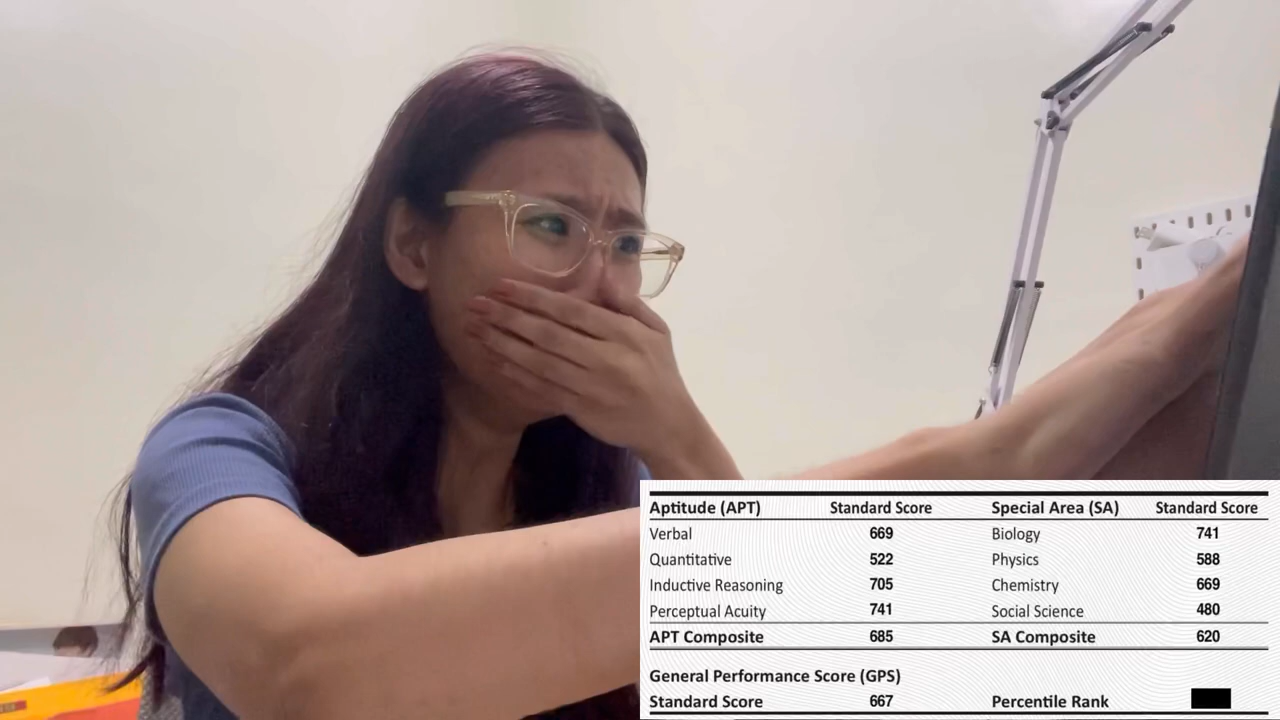 Aptitude (APT) Standard Score Special Area (SA) Standard Score
Verbal 669 Biology 741
Quantitative 522 Physics 588
Inductive Reasoning 705 Chemistry 669
Perceptual Acuity 741 Social Science 480
APT Composite 685 SA Composite 620
General Performance Score (GPS)
Standard Score 667 Percentile Rank